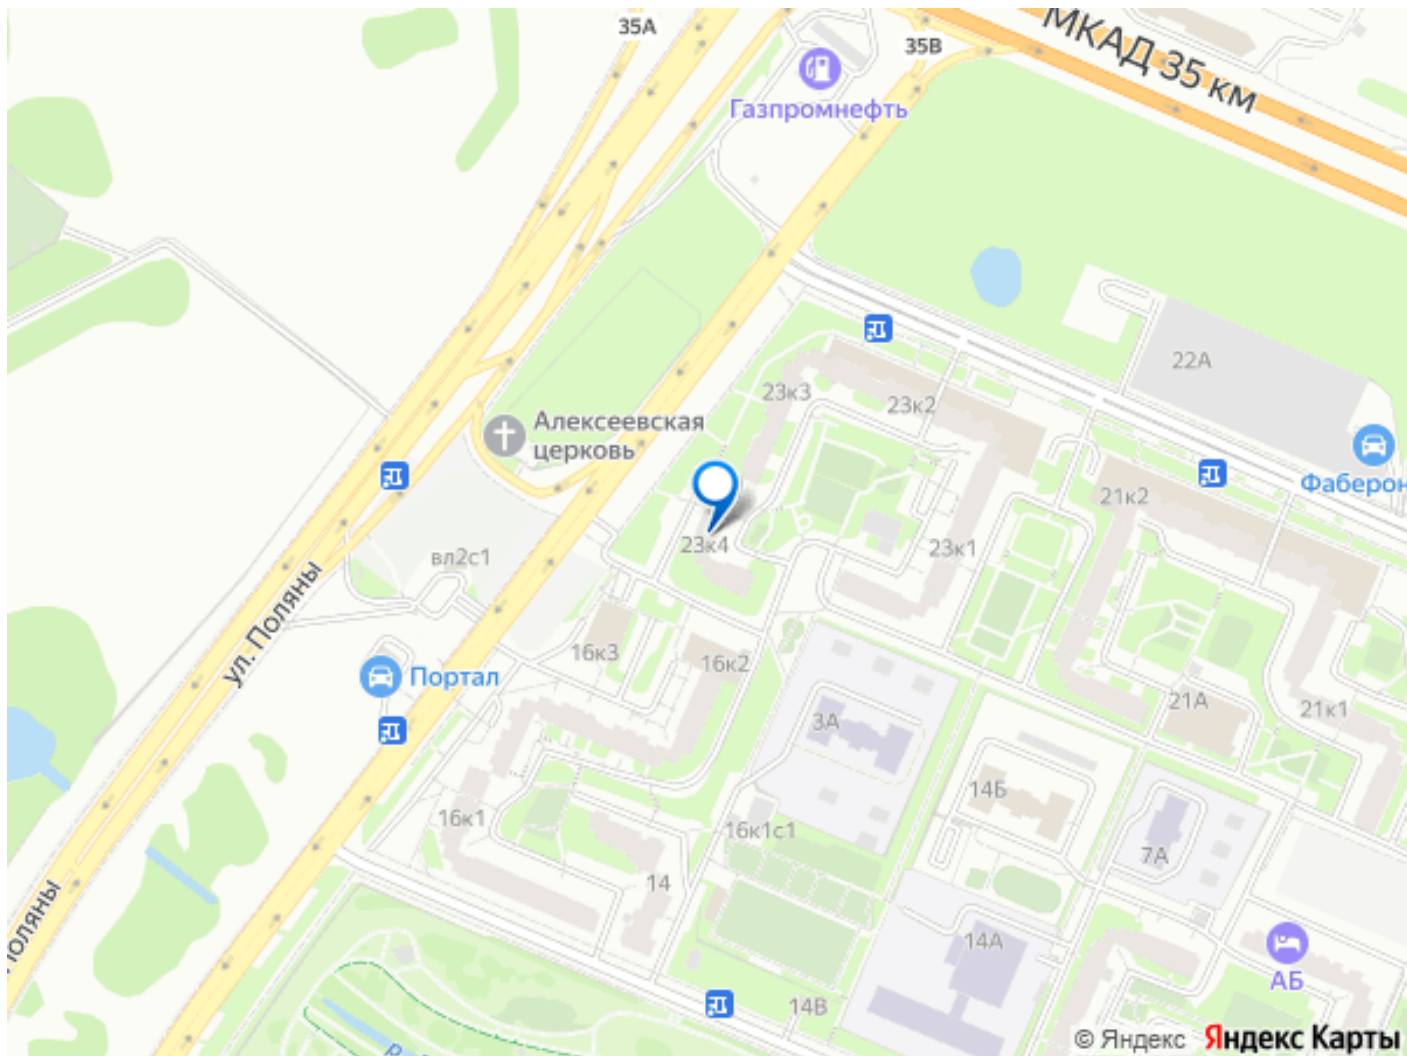 35А
35В
МКАД 35 км
Газпромнефть
22А
23к3
23к2
Алексеевская
церковь
Фаберон
21к2
23к4
23к1
вл2с1
ул. Поляны
16к3
16к2
Портал
21А
21к1
3А
14Б
16к1
16к1с1
7А
14
Поляны
14А
АБ
14В
© Яндекс Яндекс Карты